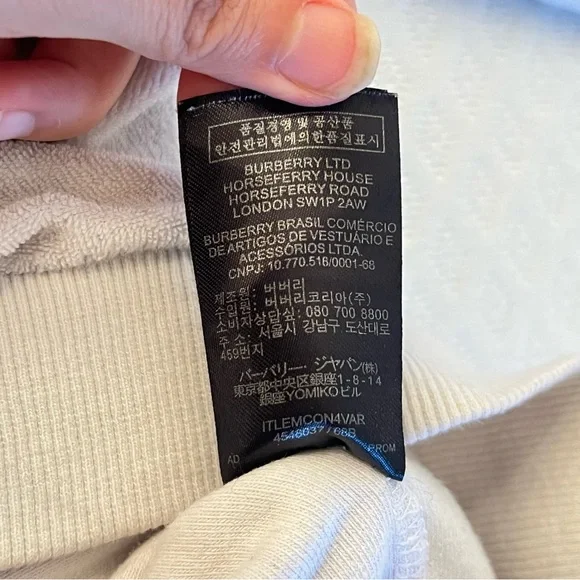 품질경영 및 공산품
안전관리법에의한품질표시
BURBERRY LTD
HORSEFERRY HOUSE
HORSEFERRY ROAD
LONDON SW1P 2AW
BURBERRY BRASIL COMÉRCIO
DE ARTIGOS DE VESTUÁRIO E
ACESSÓRIOS LTDA.
CNPJ: 10.770.516/0001-68
제조원 : 버버리
수입원 : 버버리코리아(주)
소비자상담실: 080 700 8800
주 소: 서울시 강남구 도산대로
459번지
バーバリー・ジャパン(株)
東京都中央区銀座1-8-14
銀座YOMIKOビル
ITLEMCON4VAR
4548037 / 68B
AD
PROM